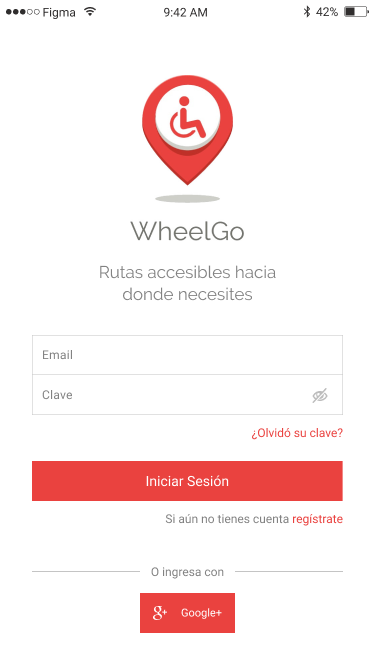 Figma 9:42 AM 42%
WheelGo
Rutas accesibles hacía
donde necesites
Email
Clave
¿Olvidó su clave?
Iniciar Sesión
Si aún no tienes cuenta regístrate
O ingresa con
g+ Google+